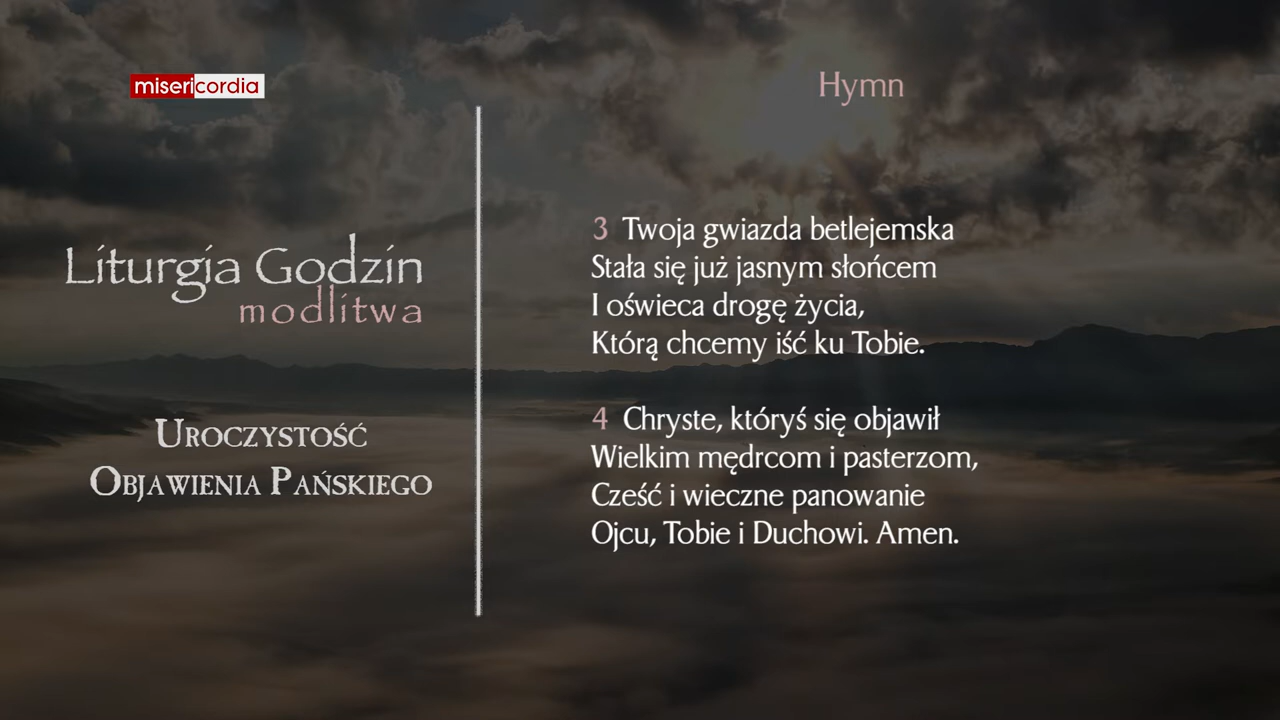 misericordia
Liturgia Godzin
modlitwa
Uroczystość
Objawienia Pańskiego
Hymn
3 Twoja gwiazda betlejemska
Stała się już jasnym słońcem
I oświeca drogę życia,
Którą chcemy iść ku Tobie.
4 Chryste, któryś się objawił
Wielkim mędrcom i pasterzom,
Cześć i wieczne panowanie
Ojcu, Tobie i Duchowi. Amen.